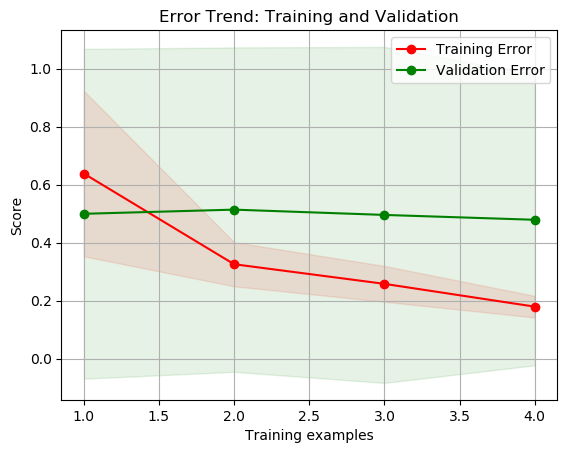 Error Trend: Training and Validation
Training Error
Validation Error
1.0
0.8
0.6
0.4
0.2
0.0
Score
1.0 1.5 2.0 2.5 3.0 3.5 4.0
Training examples